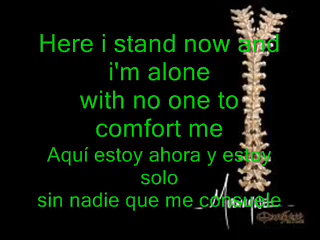 Here i stand now and
i'm alone
with no one to
comfort me
Aquí estoy ahora y estoy
solo
sin nadie que me consuele